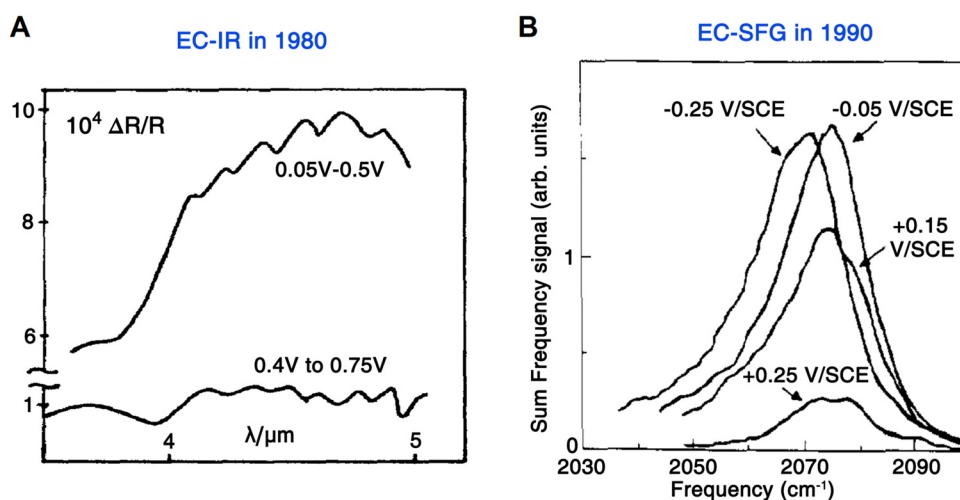 A
EC-IR in 1980
10
10⁴ ΔR/R
8
6
1
0.05V-0.5V
0.4V to 0.75V
4
λ/μm
5
B
EC-SFG in 1990
Sum Frequency signal (arb. units)
1
0
-0.25 V/SCE
-0.05 V/SCE
+0.15
V/SCE
+0.25 V/SCE
2030
2050
2070
2090
Frequency (cm⁻¹)